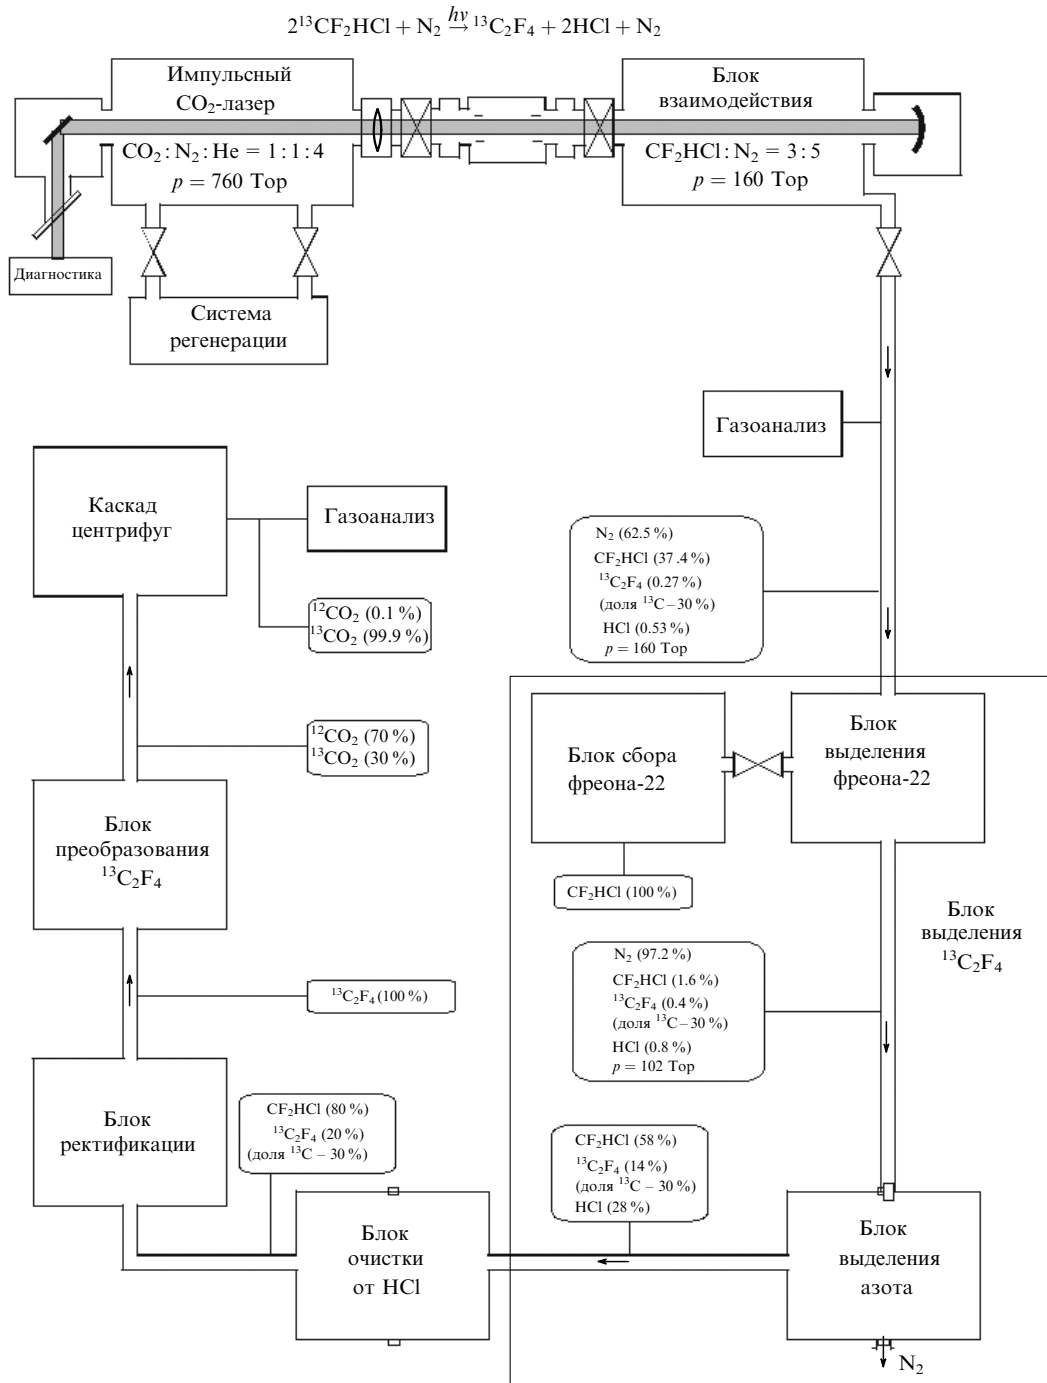 2¹³CF₂HCl + N₂ →hν ¹³C₂F₄ + 2HCl + N₂
Импульсный
CO₂-лазер
CO₂ : N₂ : He = 1 : 1 : 4
p = 760 Тор
Блок
взаимодействия
CF₂HCl : N₂ = 3 : 5
p = 160 Тор
Диагностика
Система
регенерации
Газоанализ
Каскад
центрифуг
Газоанализ
N₂ (62.5 %)
CF₂HCl (37.4 %)
¹³C₂F₄ (0.27 %)
(доля ¹³C – 30 %)
HCl (0.53 %)
p = 160 Тор
¹²CO₂ (0.1 %)
¹³CO₂ (99.9 %)
¹²CO₂ (70 %)
¹³CO₂ (30 %)
Блок сбора
фреона-22
Блок
выделения
фреона-22
Блок
преобразования
¹³C₂F₄
CF₂HCl (100 %)
Блок
выделения
¹³C₂F₄
N₂ (97.2 %)
CF₂HCl (1.6 %)
¹³C₂F₄ (0.4 %)
(доля ¹³C – 30 %)
HCl (0.8 %)
p = 102 Тор
¹³C₂F₄ (100 %)
Блок
ректификации
CF₂HCl (80 %)
¹³C₂F₄ (20 %)
(доля ¹³C – 30 %)
CF₂HCl (58 %)
¹³C₂F₄ (14 %)
(доля ¹³C – 30 %)
HCl (28 %)
Блок
очистки
от HCl
Блок
выделения
азота
N₂